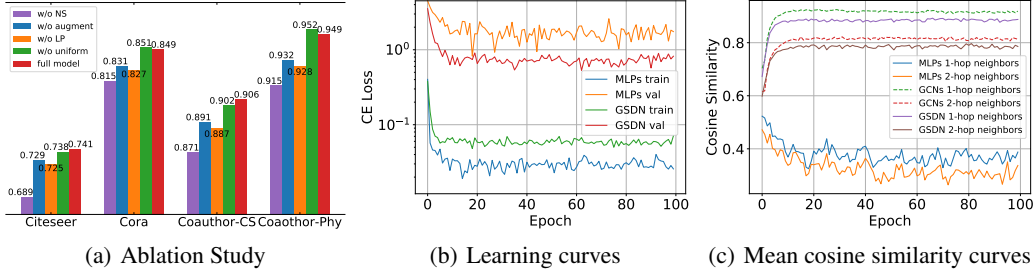 w/o NS
w/o augment
w/o LP
w/o uniform
full model
0.689
0.729
0.725
0.738
0.741
0.815
0.831
0.827
0.851
0.849
0.871
0.891
0.887
0.902
0.906
0.915
0.932
0.928
0.952
0.949
Citeseer Cora Coauthor-CS Coaothor-Phy
(a) Ablation Study
CE Loss
10⁰
10⁻¹
MLPs train
MLPs val
GSDN train
GSDN val
0 20 40 60 80 100
Epoch
(b) Learning curves
Cosine Similarity
0.8
0.6
0.4
MLPs 1-hop neighbors
MLPs 2-hop neighbors
GCNs 1-hop neighbors
GCNs 2-hop neighbors
GSDN 1-hop neighbors
GSDN 2-hop neighbors
0 20 40 60 80 100
Epoch
(c) Mean cosine similarity curves